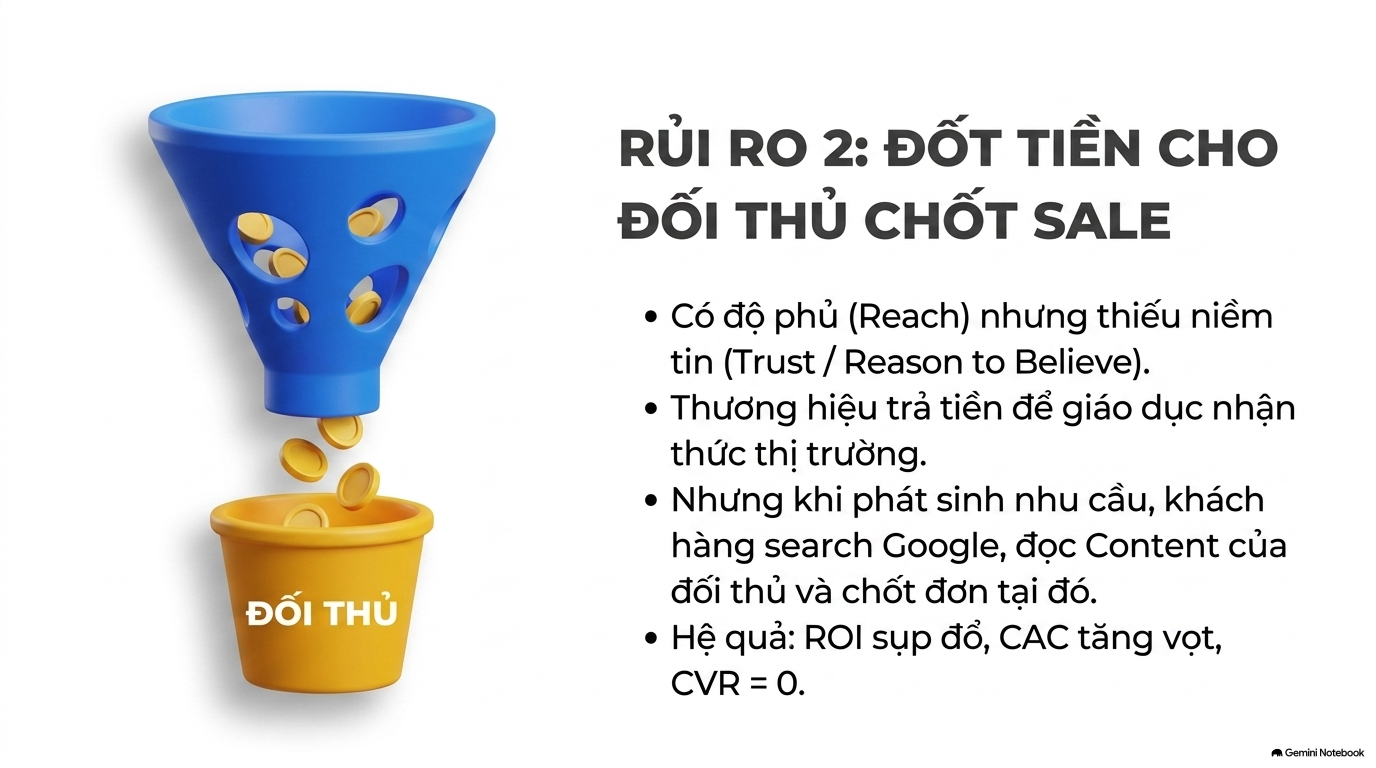 RỦI RO 2: ĐỐT TIỀN CHO
ĐỐI THỦ CHỐT SALE
• Có độ phủ (Reach) nhưng thiếu niềm
tin (Trust / Reason to Believe).
• Thương hiệu trả tiền để giáo dục nhận
thức thị trường.
• Nhưng khi phát sinh nhu cầu, khách
hàng search Google, đọc Content của
đối thủ và chốt đơn tại đó.
• Hệ quả: ROI sụp đổ, CAC tăng vọt,
CVR = 0.
ĐỐI THỦ
Gemini Notebook